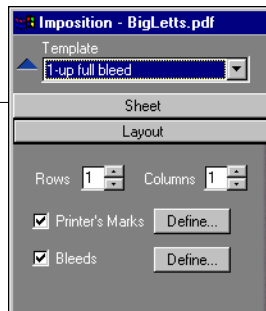 Imposition - BigLetts.pdf
Template
1-up full bleed
Sheet
Layout
Rows 1 Columns 1
Printer's Marks Define...
Bleeds Define...